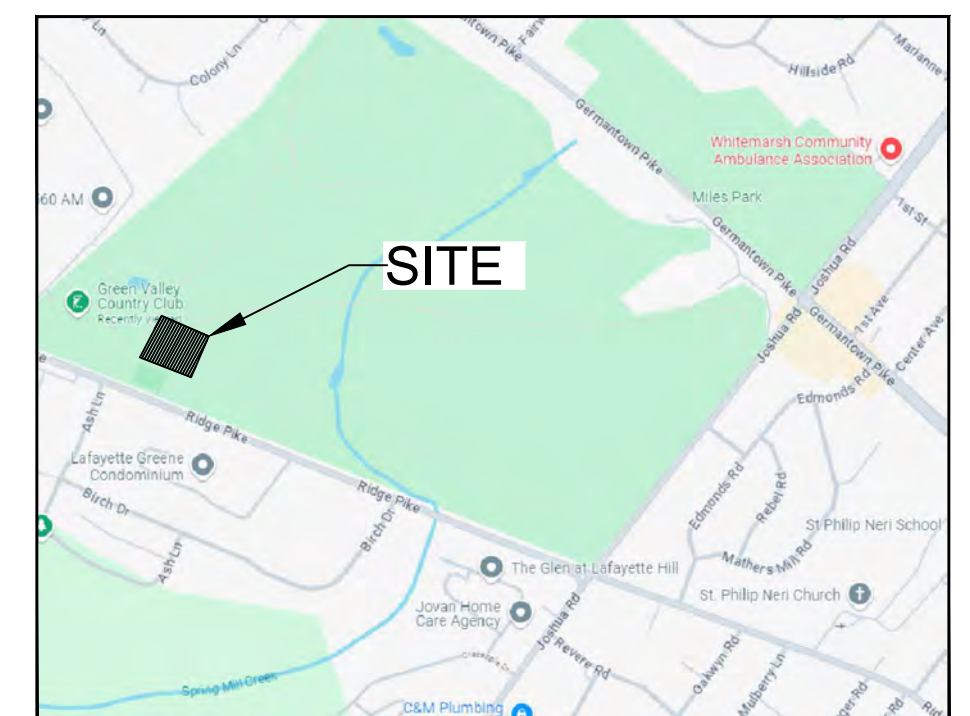 Colony Ln
Germantown Pike
Hillside Rd
Marianne
Whitemarsh Community
Ambulance Association
Miles Park
1st St
60 AM
SITE
Green Valley
Country Club
Recently viewed
Germantown Pike
Joshua Rd
Joshua Rd
1st Ave
Germantown Pike
Center Ave
Edmonds Rd
Ash Ln
Ridge Pike
Lafayette Greene
Condominium
Birch Dr
Ridge Pike
Birch Dr
Edmonds Rd
Rebel Rd
St Philip Neri School
Ash Ln
Mathers Mill Rd
The Glen at Lafayette Hill
St. Philip Neri Church
Jovan Home
Care Agency
Joshua Rd
Revere Rd
Oakwyn Rd
Mulberry Ln
Spring Mill Creek
C&M Plumbing